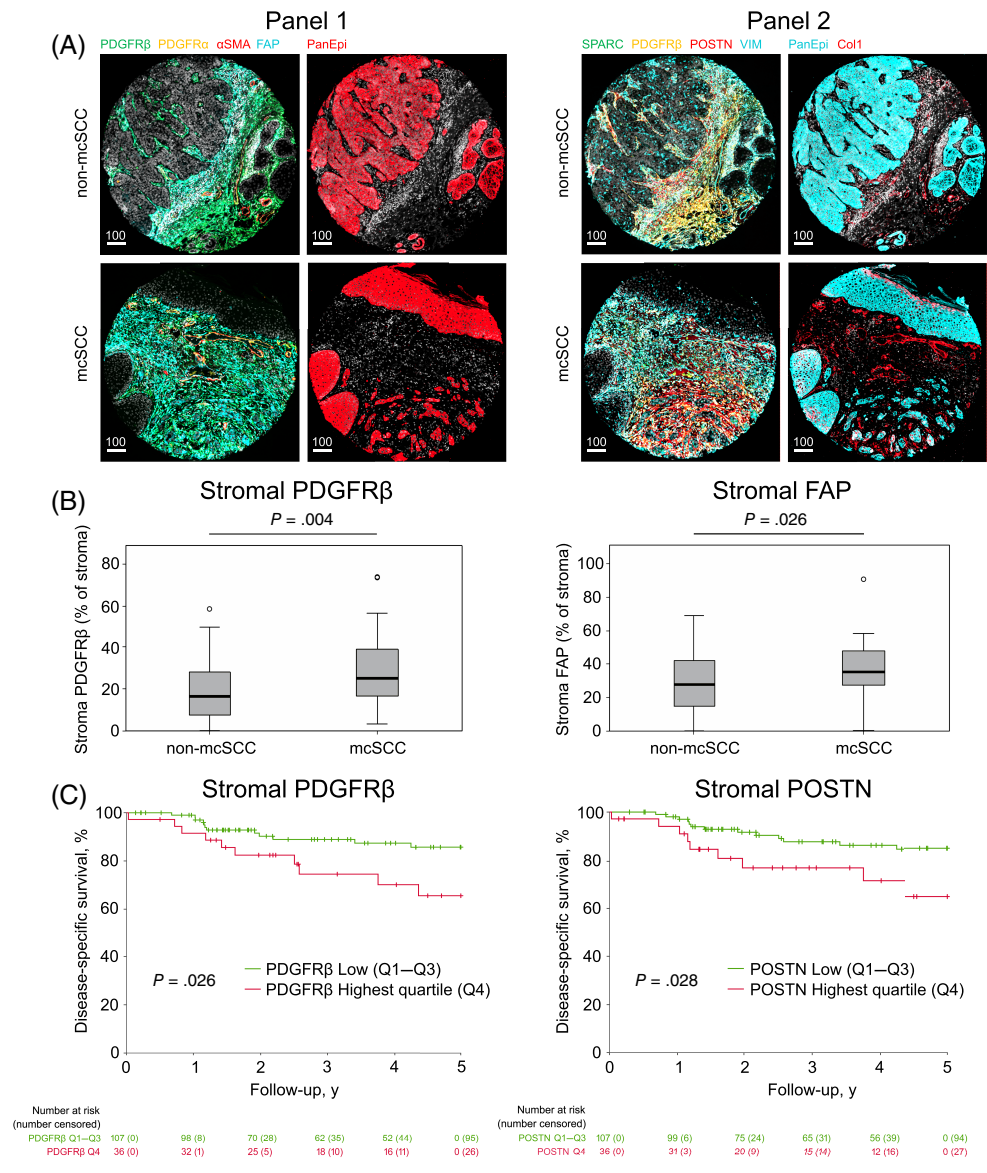 Panel 1
Panel 2
(A)
PDGFRβ PDGFRα αSMA FAP PanEpi
SPARC PDGFRβ POSTN VIM PanEpi Col1
non-mcSCC
100
100
non-mcSCC
100
100
mcSCC
100
100
mcSCC
100
100
(B)
Stromal PDGFRβ
P = .004
Stroma PDGFRβ (% of stroma)
80
60
40
20
0
non-mcSCC mcSCC
Stromal FAP
P = .026
Stroma FAP (% of stroma)
100
80
60
40
20
0
non-mcSCC mcSCC
(C)
Stromal PDGFRβ
Disease-specific survival, %
100
80
60
40
20
0
P = .026
PDGFRβ Low (Q1—Q3)
PDGFRβ Highest quartile (Q4)
0 1 2 3 4 5
Follow-up, y
Number at risk
(number censored)
PDGFRβ Q1—Q3 107 (0) 98 (8) 70 (28) 62 (35) 52 (44) 0 (95)
PDGFRβ Q4 36 (0) 32 (1) 25 (5) 18 (10) 16 (11) 0 (26)
Stromal POSTN
Disease-specific survival, %
100
80
60
40
20
0
P = .028
POSTN Low (Q1—Q3)
POSTN Highest quartile (Q4)
0 1 2 3 4 5
Follow-up, y
Number at risk
(number censored)
POSTN Q1—Q3 107 (0) 99 (6) 75 (24) 65 (31) 56 (39) 0 (94)
POSTN Q4 36 (0) 31 (3) 20 (9) 15 (14) 12 (16) 0 (27)